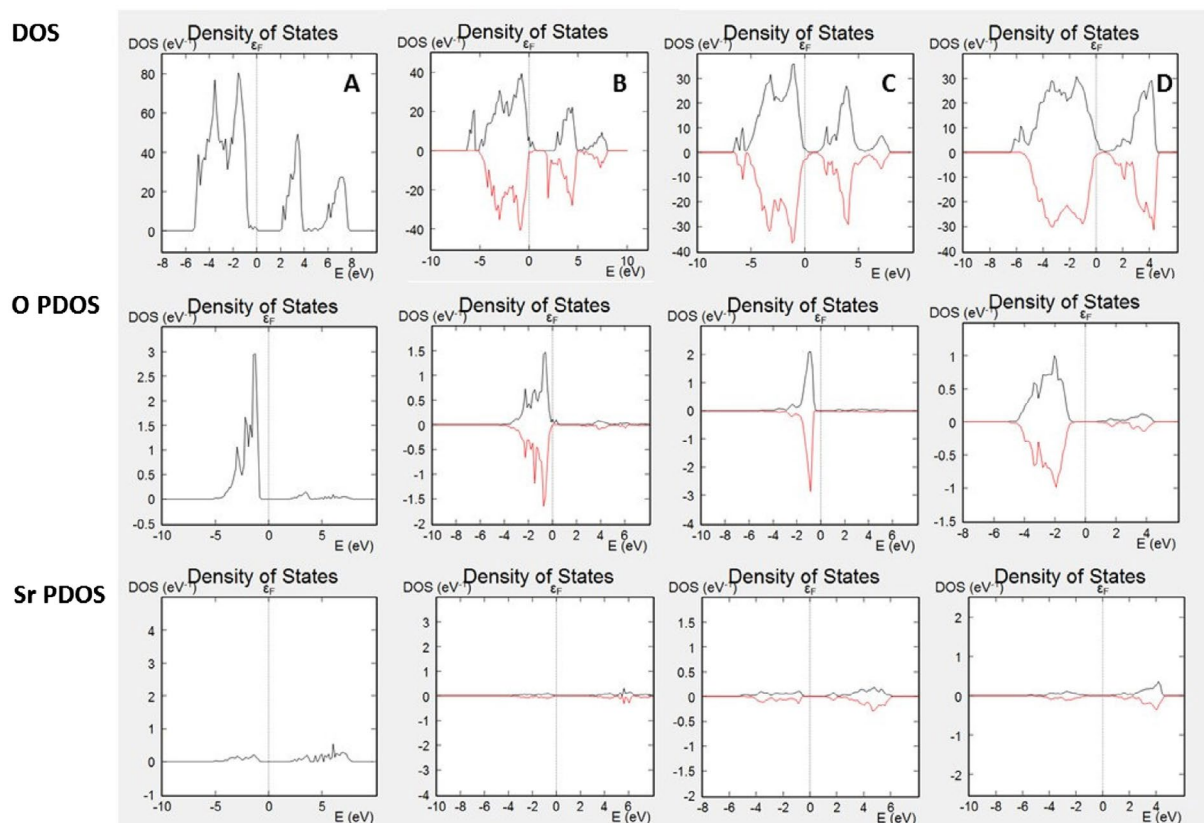 DOS
Density of States
DOS (eV⁻¹)
εF
A
80
60
40
20
0
-8 -6 -4 -2 0 2 4 6 8
E (eV)
Density of States
DOS (eV⁻¹)
εF
B
40
20
0
-20
-40
-10 -5 0 5 10
E (eV)
Density of States
DOS (eV⁻¹)
εF
C
30
20
10
0
-10
-20
-30
-40
-10 -8 -6 -4 -2 0 2 4 6 8
E (eV)
Density of States
DOS (eV⁻¹)
εF
D
30
20
10
0
-10
-20
-30
-40
-10 -8 -6 -4 -2 0 2 4
E (eV)
O PDOS
Density of States
DOS (eV⁻¹)
εF
3
2.5
2
1.5
1
0.5
0
-0.5
-10 -5 0 5
E (eV)
Density of States
DOS (eV⁻¹)
εF
1.5
1
0.5
0
-0.5
-1
-1.5
-2
-10 -8 -6 -4 -2 0 2 4 6 8
E (eV)
Density of States
DOS (eV⁻¹)
εF
2
1
0
-1
-2
-3
-4
-10 -8 -6 -4 -2 0 2 4 6 8
E (eV)
Density of States
DOS (eV⁻¹)
εF
1
0.5
0
-0.5
-1
-1.5
-8 -6 -4 -2 0 2 4
E (eV)
Sr PDOS
Density of States
DOS (eV⁻¹)
εF
4
3
2
1
0
-1
-10 -5 0 5
E (eV)
Density of States
DOS (eV⁻¹)
εF
3
2
1
0
-1
-2
-3
-4
-10 -8 -6 -4 -2 0 2 4 6
E (eV)
Density of States
DOS (eV⁻¹)
εF
1.5
1
0.5
0
-0.5
-1
-1.5
-2
-8 -6 -4 -2 0 2 4 6 8
E (eV)
Density of States
DOS (eV⁻¹)
εF
2
1
0
-1
-2
-10 -8 -6 -4 -2 0 2 4 6
E (eV)